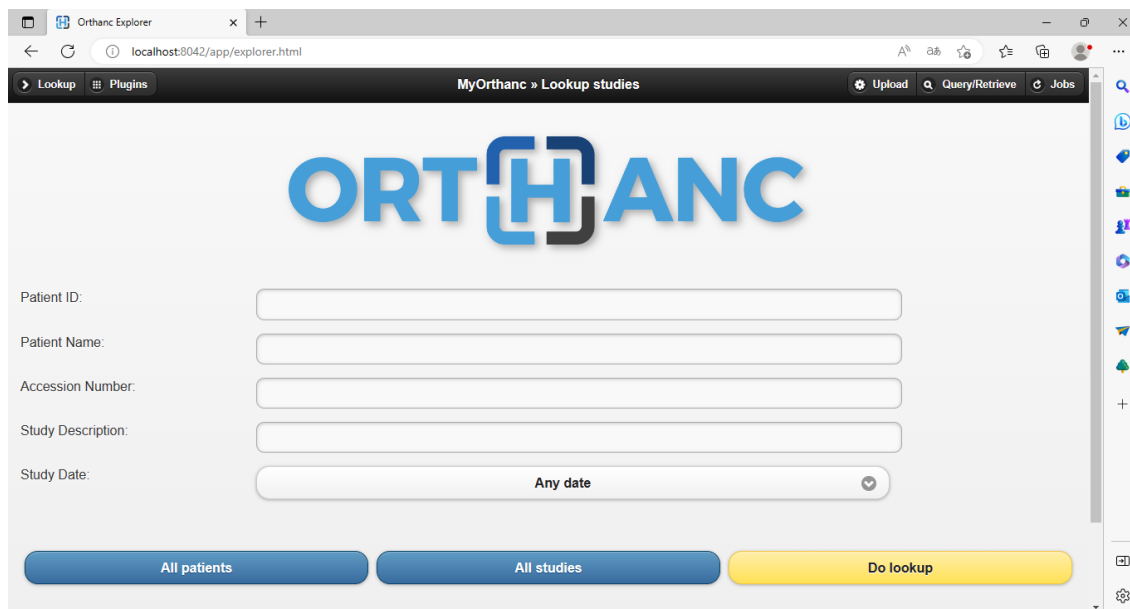 Orthanc Explorer
localhost:8042/app/explorer.html
Lookup Plugins MyOrthanc » Lookup studies Upload Query/Retrieve Jobs
ORTHANC
Patient ID:
Patient Name:
Accession Number:
Study Description:
Study Date: Any date
All patients All studies Do lookup